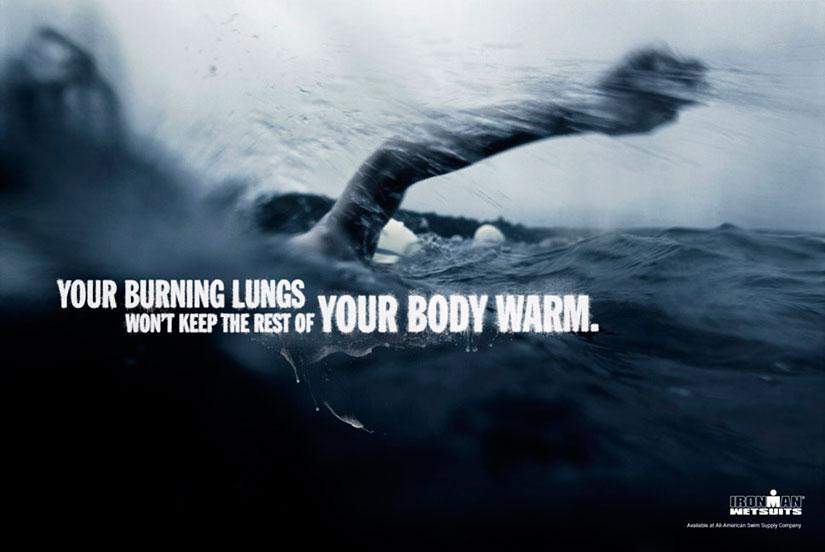 YOUR BURNING LUNGS
WON'T KEEP THE REST OF YOUR BODY WARM.
IRONMAN™
WETSUITS
Available at All-American Swim Supply Company